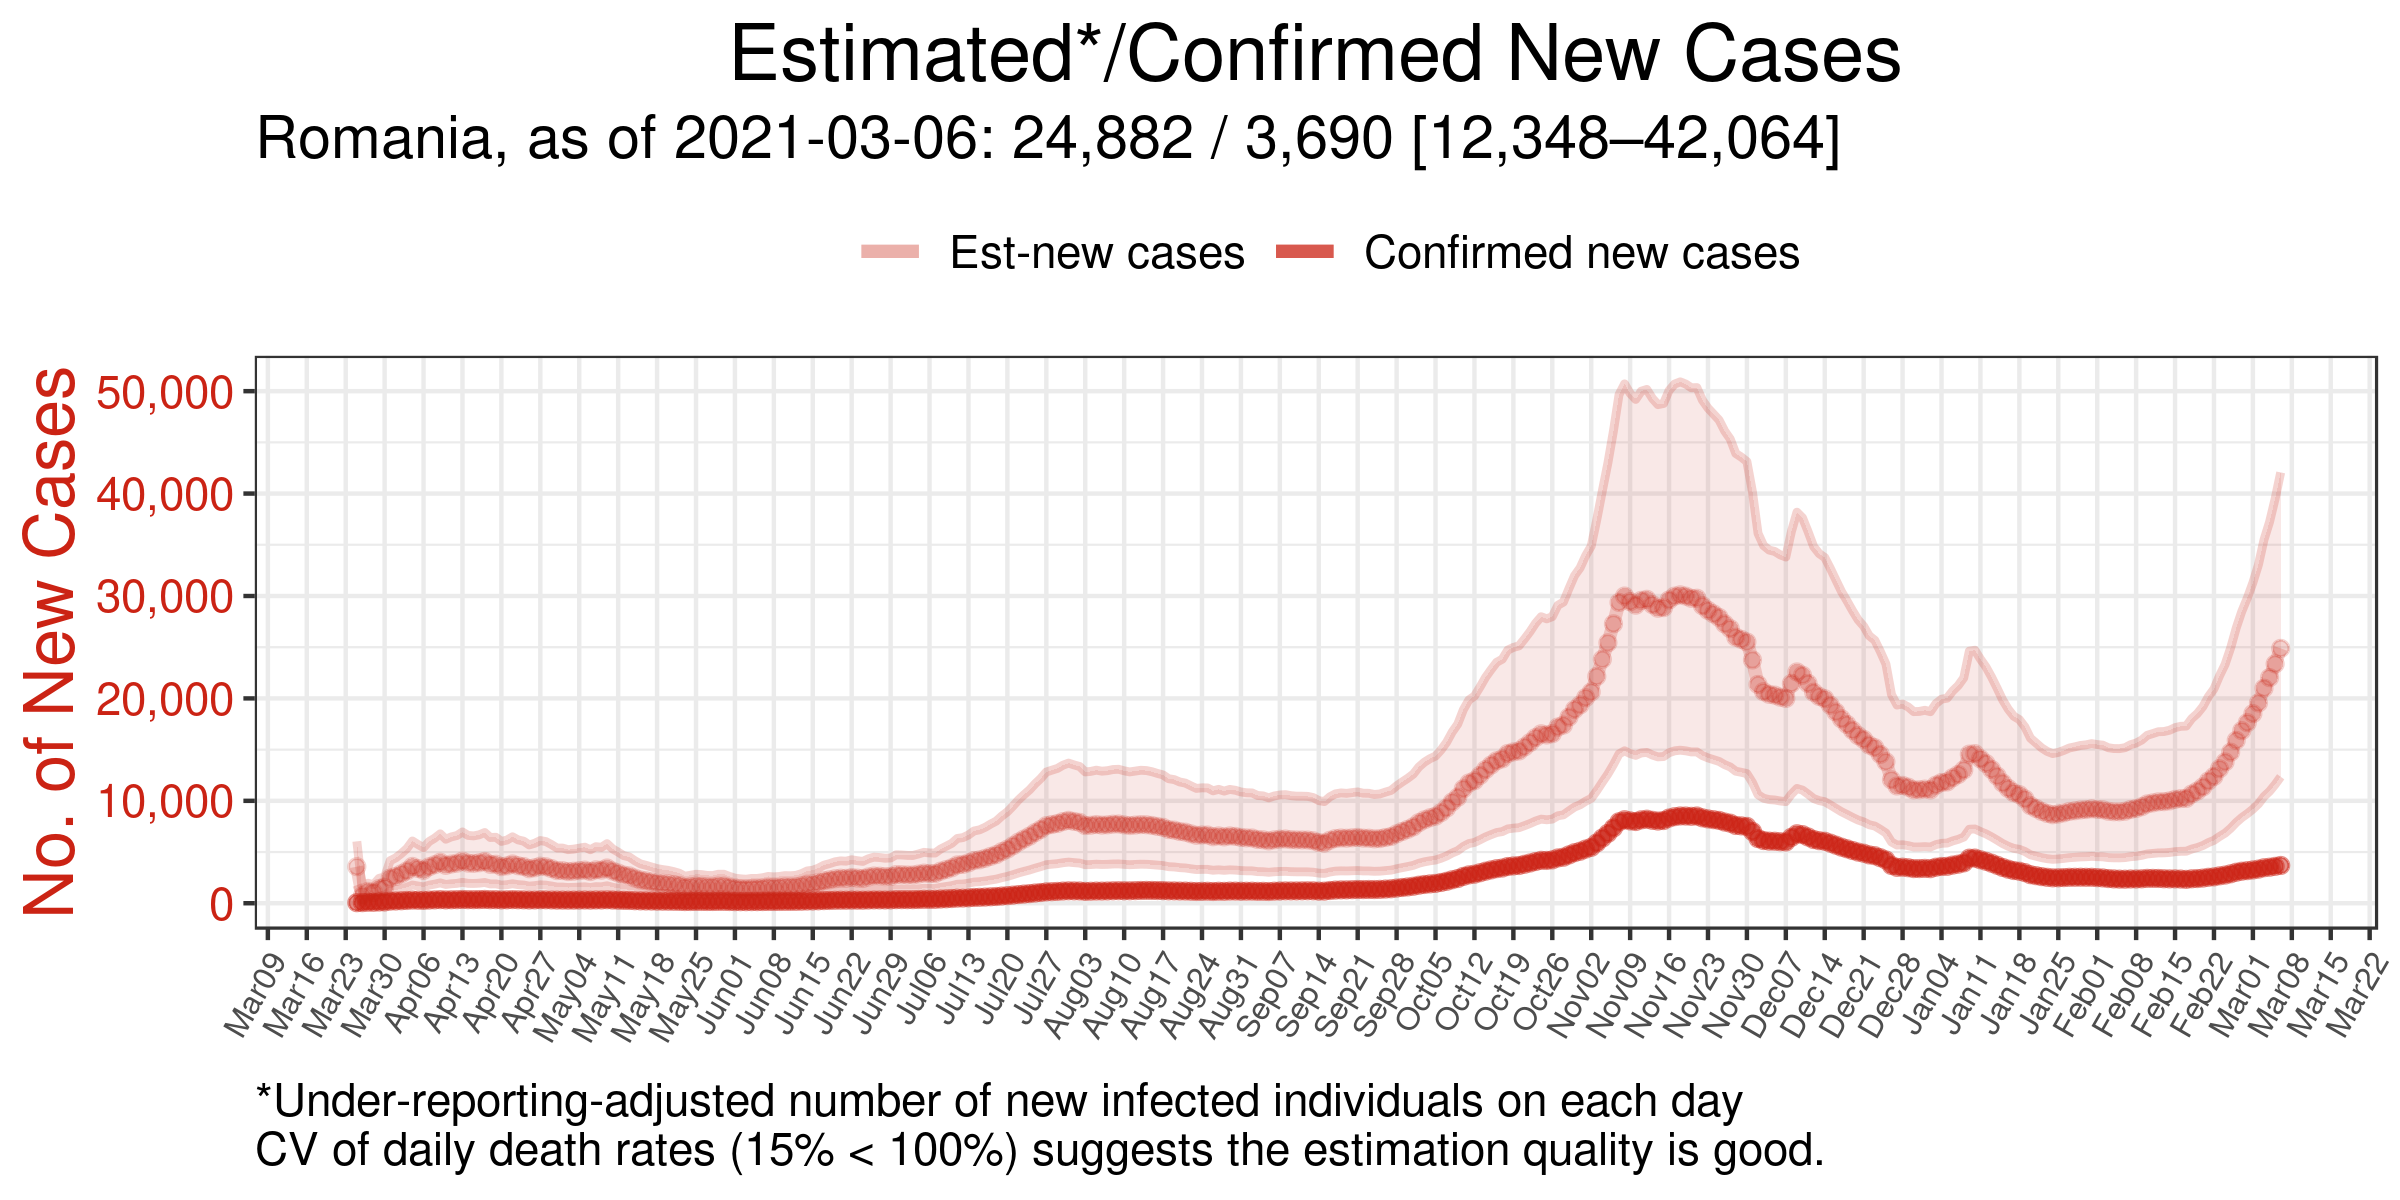 Estimated*/Confirmed New Cases
Romania, as of 2021-03-06: 24,882 / 3,690 [12,348–42,064]
Est-new cases Confirmed new cases
No. of New Cases
50,000
40,000
30,000
20,000
10,000
0
Mar09 Mar16 Mar23 Mar30 Apr06 Apr13 Apr20 Apr27 May04 May11 May18 May25 Jun01 Jun08 Jun15 Jun22 Jun29 Jul06 Jul13 Jul20 Jul27 Aug03 Aug10 Aug17 Aug24 Aug31 Sep07 Sep14 Sep21 Sep28 Oct05 Oct12 Oct19 Oct26 Nov02 Nov09 Nov16 Nov23 Nov30 Dec07 Dec14 Dec21 Dec28 Jan04 Jan11 Jan18 Jan25 Feb01 Feb08 Feb15 Feb22 Mar01 Mar08 Mar15 Mar22
*Under-reporting-adjusted number of new infected individuals on each day
CV of daily death rates (15% < 100%) suggests the estimation quality is good.